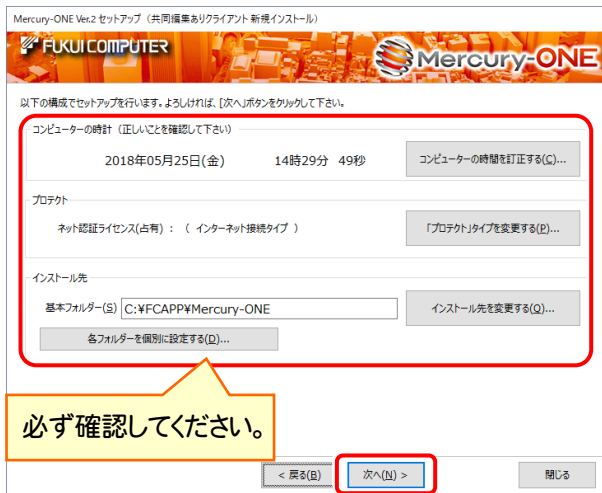 Mercury-ONE Ver.2 セットアップ（共同編集ありクライアント 新規インストール）
FUKUI COMPUTER
Mercury-ONE
以下の構成でセットアップを行います。よろしければ、[次へ]ボタンをクリックして下さい。
コンピューターの時計（正しいことを確認して下さい）
2018年05月25日(金) 14時29分 49秒 コンピューターの時間を訂正する(C)...
プロテクト
ネット認証ライセンス(占有) ： （ インターネット接続タイプ ） 「プロテクト」タイプを変更する(P)...
インストール先
基本フォルダー(S) C:¥FCAPP¥Mercury-ONE インストール先を変更する(Q)...
各フォルダーを個別に設定する(D)...
必ず確認してください。
< 戻る(B) 次へ(N) > 閉じる